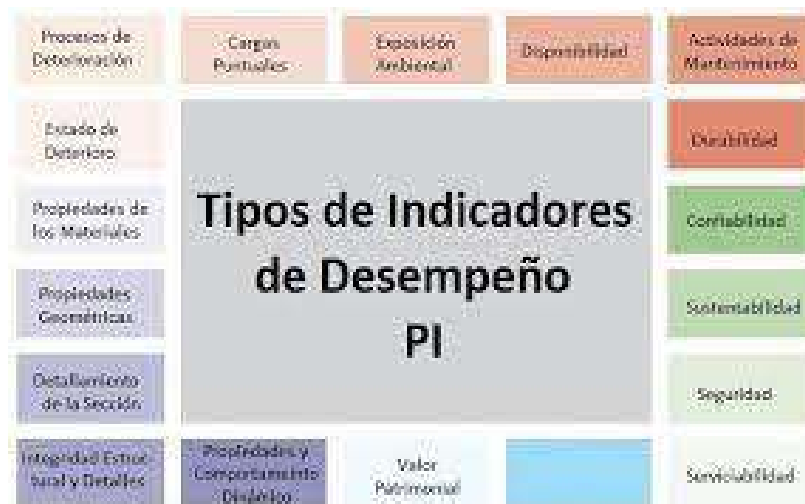 Procesos de
Deterioración
Cargas
Puntuales
Exposición
Ambiental
Disponibilidad
Actividades de
Mantenimiento
Estado de
Deterioro
Durabilidad
Tipos de Indicadores
de Desempeño
PI
Propiedades de
los Materiales
Confiabilidad
Propiedades
Geométricas
Sustentabilidad
Detallamiento
de la Sección
Seguridad
Integridad Estruc-
tural y Detalles
Propiedades y
Comportamiento
Dinámico
Valor
Patrimonial
Serviciabilidad